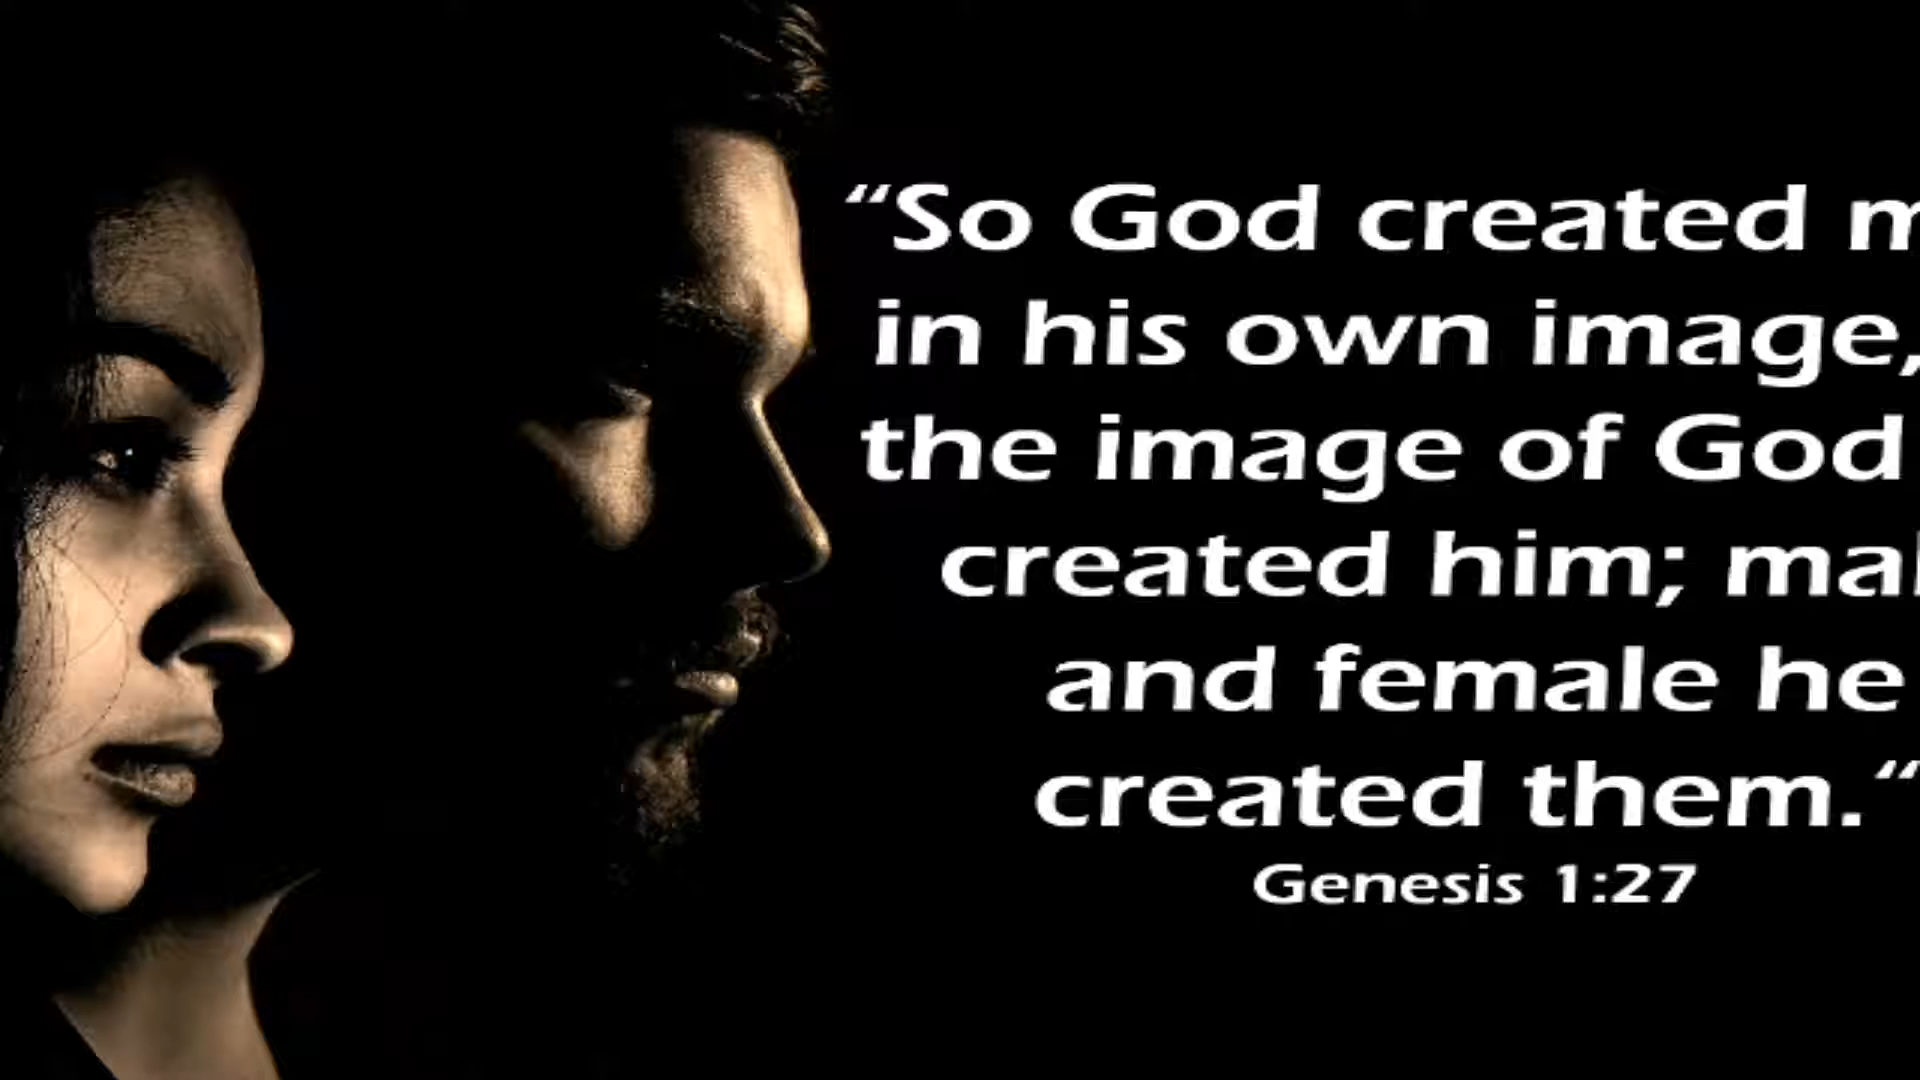 “So God created m
in his own image,
the image of God
created him; mal
and female he
created them.“
Genesis 1:27